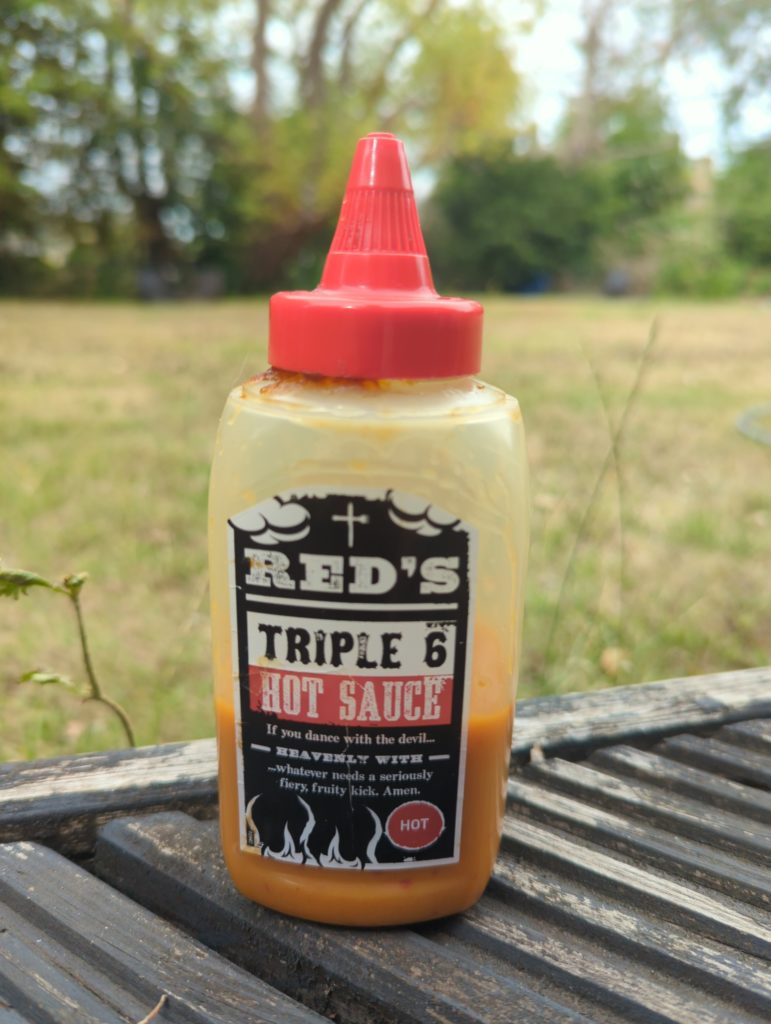 RED'S
TRIPLE 6
HOT SAUCE
If you dance with the devil...
HEAVENLY WITH
...whatever needs a seriously
fiery, fruity kick. Amen.
HOT